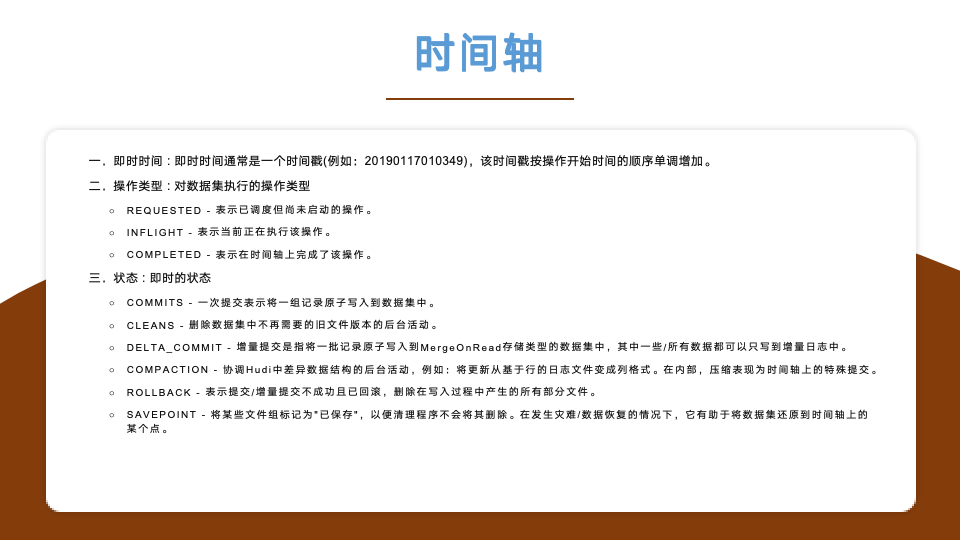 时间轴
一．即时时间：即时时间通常是一个时间戳(例如：20190117010349)，该时间戳按操作开始时间的顺序单调增加。
二．操作类型：对数据集执行的操作类型
○ REQUESTED - 表示已调度但尚未启动的操作。
○ INFLIGHT - 表示当前正在执行该操作。
○ COMPLETED - 表示在时间轴上完成了该操作。
三．状态：即时的状态
○ COMMITS - 一次提交表示将一组记录原子写入到数据集中。
○ CLEANS - 删除数据集中不再需要的旧文件版本的后台活动。
○ DELTA_COMMIT - 增量提交是指将一批记录原子写入到MergeOnRead存储类型的数据集中，其中一些/所有数据都可以只写到增量日志中。
○ COMPACTION - 协调Hudi中差异数据结构的后台活动，例如：将更新从基于行的日志文件变成列格式。在内部，压缩表现为时间轴上的特殊提交。
○ ROLLBACK - 表示提交/增量提交不成功且已回滚，删除在写入过程中产生的所有部分文件。
○ SAVEPOINT - 将某些文件组标记为"已保存"，以便清理程序不会将其删除。在发生灾难/数据恢复的情况下，它有助于将数据集还原到时间轴上的
某个点。